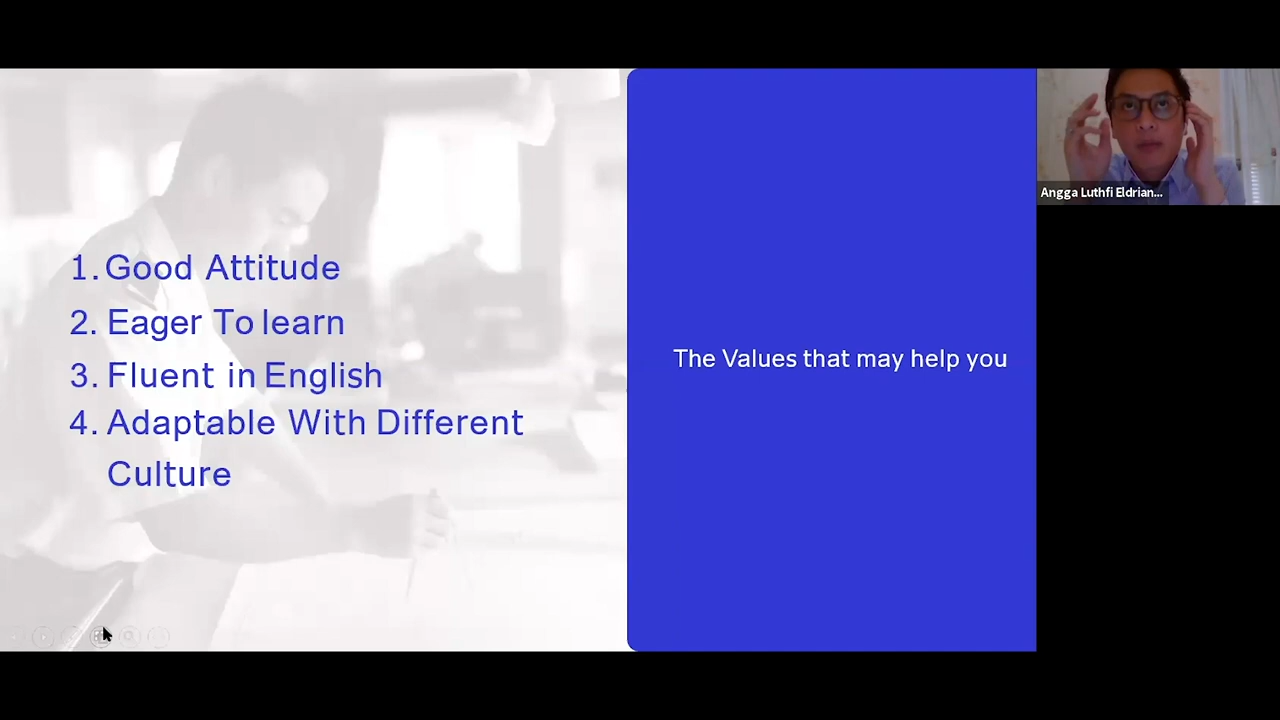 1. Good Attitude
2. Eager To learn
3. Fluent in English
4. Adaptable With Different
Culture
The Values that may help you
Angga Luthfi Eldrian...